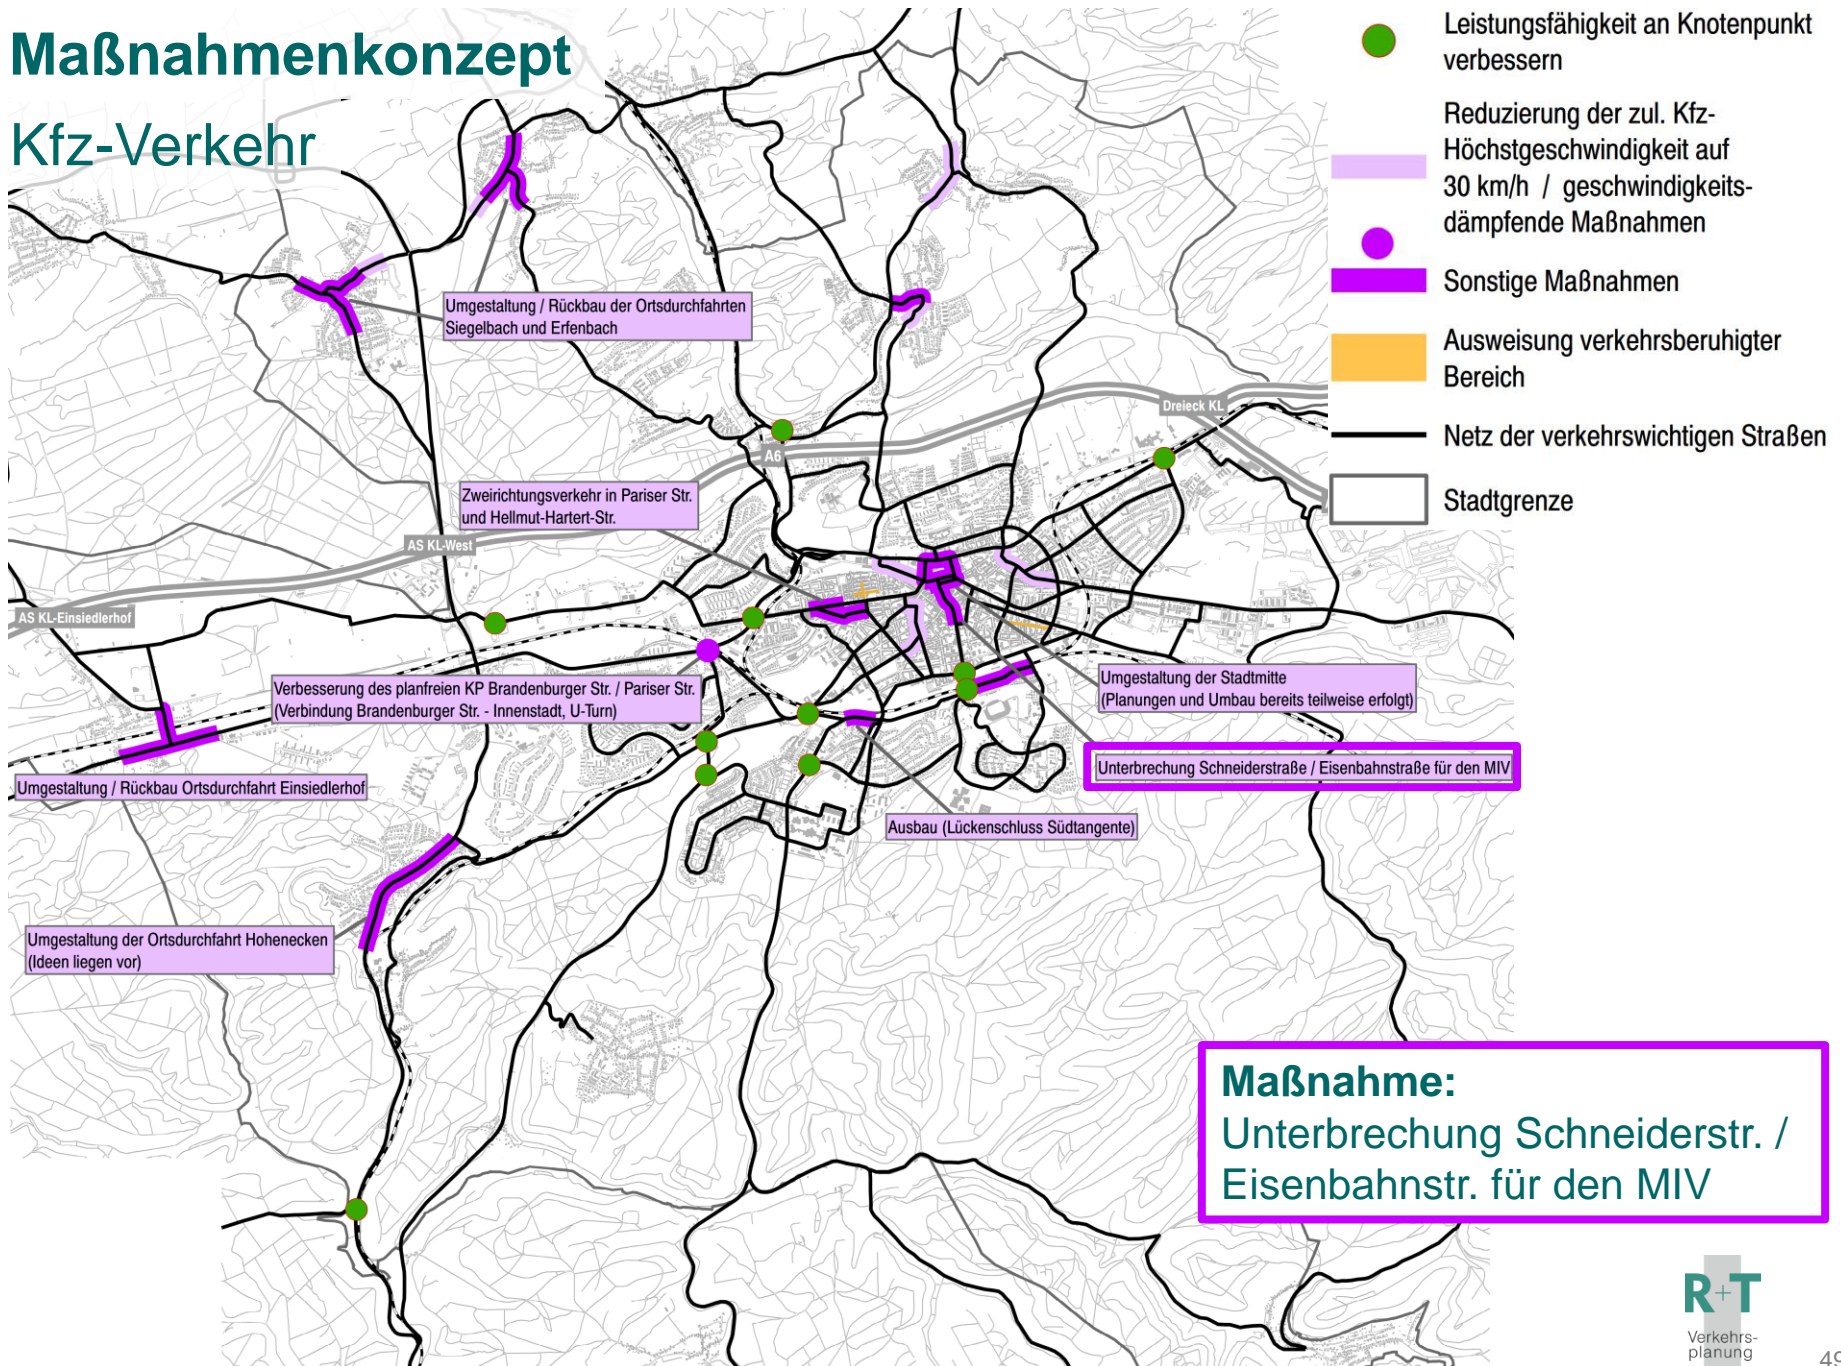 Maßnahmenkonzept
Kfz-Verkehr
Leistungsfähigkeit an Knotenpunkt
verbessern
Reduzierung der zul. Kfz-
Höchstgeschwindigkeit auf
30 km/h / geschwindigkeits-
dämpfende Maßnahmen
Sonstige Maßnahmen
Ausweisung verkehrsberuhigter
Bereich
Netz der verkehrswichtigen Straßen
Stadtgrenze
Umgestaltung / Rückbau der Ortsdurchfahrten
Siegelbach und Erfenbach
Dreieck KL
A6
Zweirichtungsverkehr in Pariser Str.
und Hellmut-Hartert-Str.
AS KL-West
AS KL-Einsiedlerhof
Verbesserung des planfreien KP Brandenburger Str. / Pariser Str.
(Verbindung Brandenburger Str. - Innenstadt, U-Turn)
Umgestaltung der Stadtmitte
(Planungen und Umbau bereits teilweise erfolgt)
Unterbrechung Schneiderstraße / Eisenbahnstraße für den MIV
Umgestaltung / Rückbau Ortsdurchfahrt Einsiedlerhof
Ausbau (Lückenschluss Südtangente)
Umgestaltung der Ortsdurchfahrt Hohenecken
(Ideen liegen vor)
Maßnahme:
Unterbrechung Schneiderstr. /
Eisenbahnstr. für den MIV
R+T
Verkehrs-
planung
49